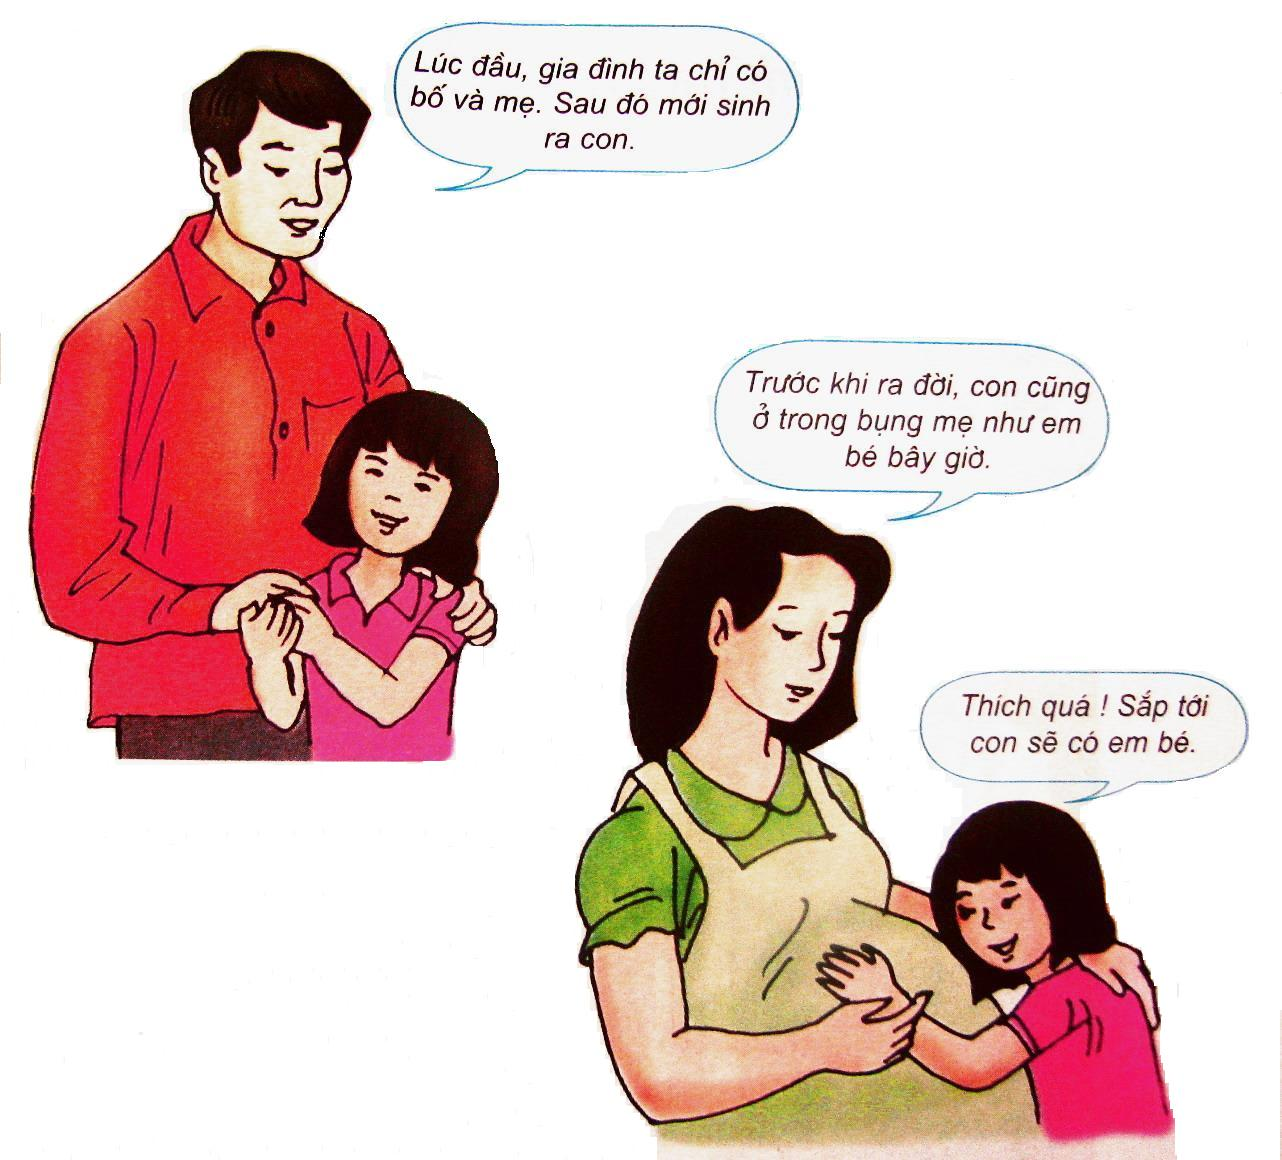 Lúc đầu, gia đình ta chỉ có
bố và mẹ. Sau đó mới sinh
ra con.
Trước khi ra đời, con cũng
ở trong bụng mẹ như em
bé bây giờ.
Thích quá ! Sắp tới
con sẽ có em bé.